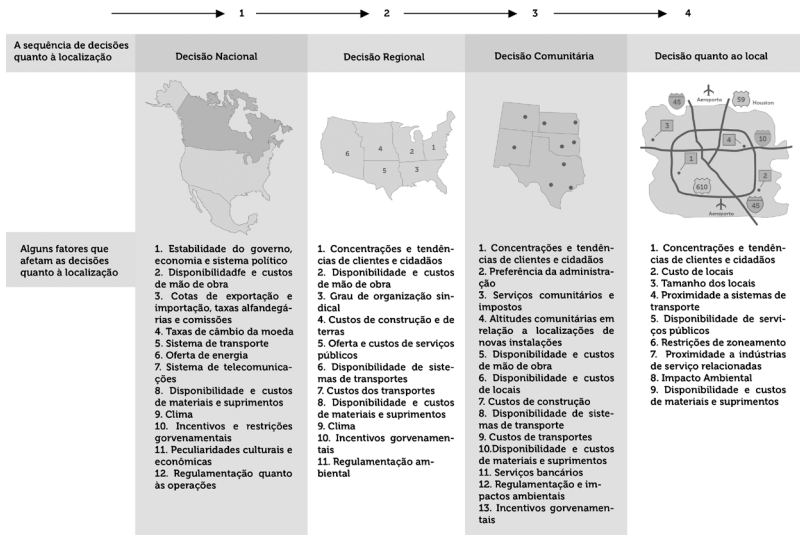 1
2
3
4
A sequência de decisões
quanto à localização
Decisão Nacional
Decisão Regional
Decisão Comunitária
Decisão quanto ao local
6
4
2
1
5
3
45
Aeroporto
59
Houston
3
4
10
1
610
2
Aeroporto
45
Alguns fatores que
afetam as decisões
quanto à localização
1. Estabilidade do governo,
economia e sistema político
2. Disponibilidadfe e custos
de mão de obra
3. Cotas de exportação e
importação, taxas alfandegá-
rias e comissões
4. Taxas de câmbio da moeda
5. Sistema de transporte
6. Oferta de energia
7. Sistema de telecomunica-
ções
8. Disponibilidade e custos
de materiais e suprimentos
9. Clima
10. Incentivos e restrições
gorvenamentais
11. Peculiaridades culturais e
econômicas
12. Regulamentação quanto
às operações
1. Concentrações e tendên-
cias de clientes e cidadãos
2. Disponibilidade e custos
de mão de obra
3. Grau de organização sin-
dical
4. Custos de construção e de
terras
5. Oferta e custos de serviços
públicos
6. Disponibilidade de siste-
mas de transportes
7. Custos dos transportes
8. Disponibilidade e custos
de materiais e suprimentos
9. Clima
10. Incentivos gorvenamen-
tais
11. Regulamentação am-
biental
1. Concentrações e tendên-
cias de clientes e cidadãos
2. Preferência da administra-
ção
3. Serviços comunitários e
impostos
4. Altitudes comunitárias em
relação a localizações de
novas instalações
5. Disponibilidade e custos
de mão de obra
6. Disponibilidade e custos
de locais
7. Custos de construção
8. Disponibilidade de siste-
mas de transporte
9. Custos de transportes
10.Disponibilidade e custos
de materiais e suprimentos
11. Serviços bancários
12. Regulamentação e im-
pactos ambientais
13. Incentivos gorvenamen-
tais
1. Concentrações e tendên-
cias de clientes e cidadãos
2. Custo de locais
3. Tamanho dos locais
4. Proximidade a sistemas de
transporte
5. Disponibilidade de servi-
ços públicos
6. Restrições de zoneamento
7. Proximidade a indústrias
de serviço relacionadas
8. Impacto Ambiental
9. Disponibilidade e custos
de materiais e suprimentos